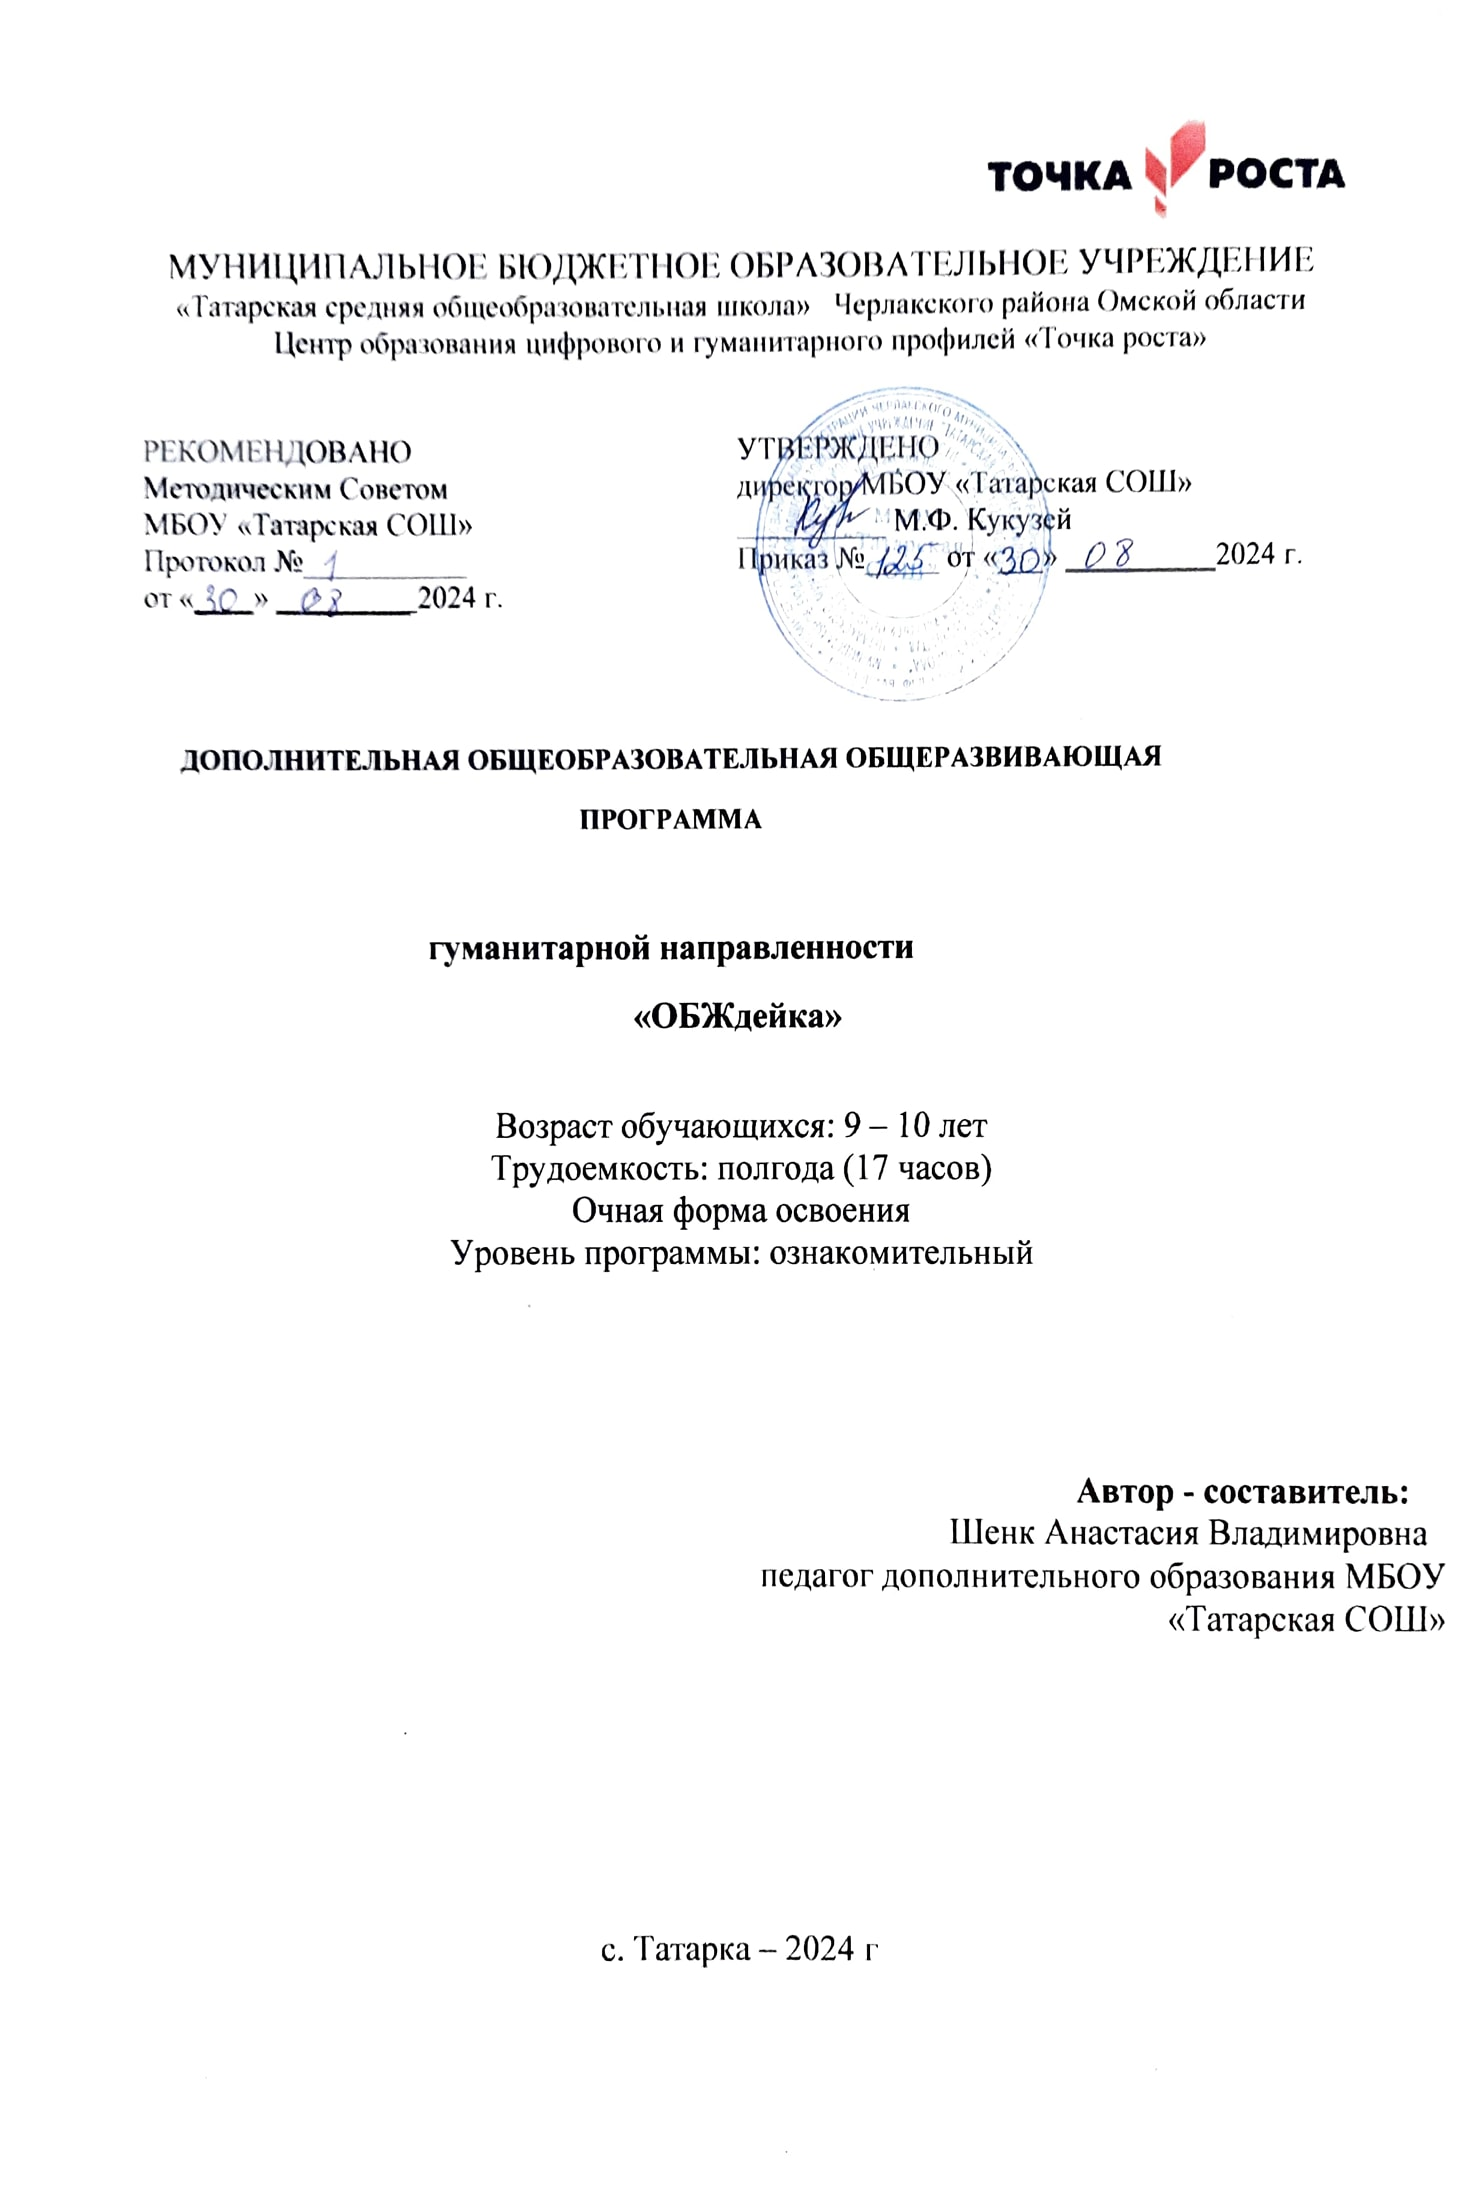 ТОЧКА РОСТА
МУНИЦИПАЛЬНОЕ БЮДЖЕТНОЕ ОБРАЗОВАТЕЛЬНОЕ УЧРЕЖДЕНИЕ
«Татарская средняя общеобразовательная школа» Черлакского района Омской области
Центр образования цифрового и гуманитарного профилей «Точка роста»
РЕКОМЕНДОВАНО
Методическим Советом
МБОУ «Татарская СОШ»
Протокол № 1
от «30» 08 2024 г.
УТВЕРЖДЕНО
директор МБОУ «Татарская СОШ»
М.Ф. Кукузей
Приказ № 125 от «30» 08 2024 г.
ДОПОЛНИТЕЛЬНАЯ ОБЩЕОБРАЗОВАТЕЛЬНАЯ ОБЩЕРАЗВИВАЮЩАЯ
ПРОГРАММА
гуманитарной направленности
«ОБЖдейка»
Возраст обучающихся: 9 – 10 лет
Трудоемкость: полгода (17 часов)
Очная форма освоения
Уровень программы: ознакомительный
Автор - составитель:
Шенк Анастасия Владимировна
педагог дополнительного образования МБОУ
«Татарская СОШ»
с. Татарка – 2024 г